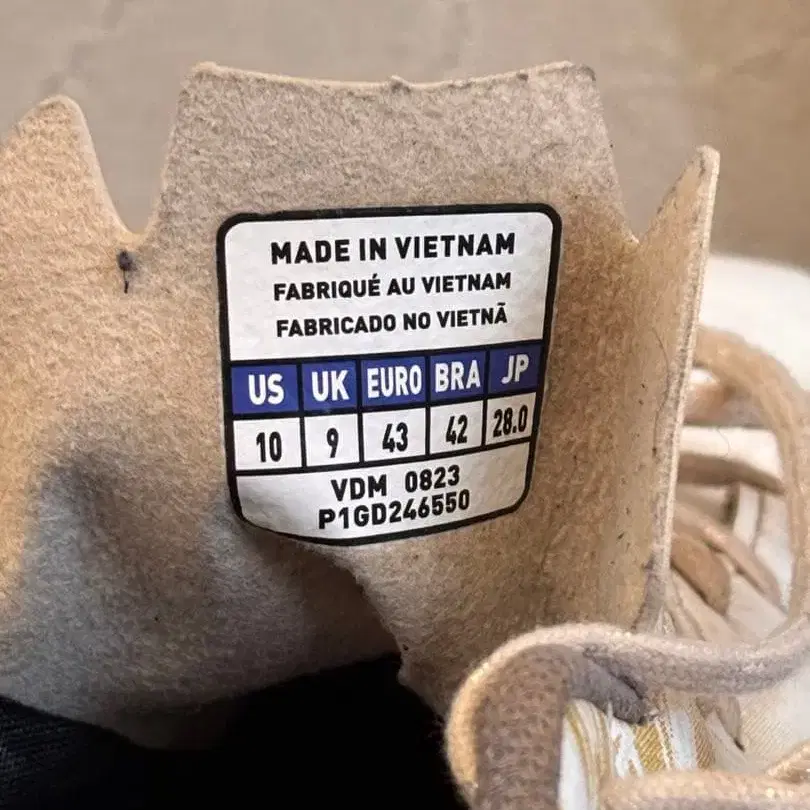 MADE IN VIETNAM
FABRIQUÉ AU VIETNAM
FABRICADO NO VIETNÃ
US UK EURO BRA JP
10 9 43 42 28.0
VDM 0823
P1GD246550